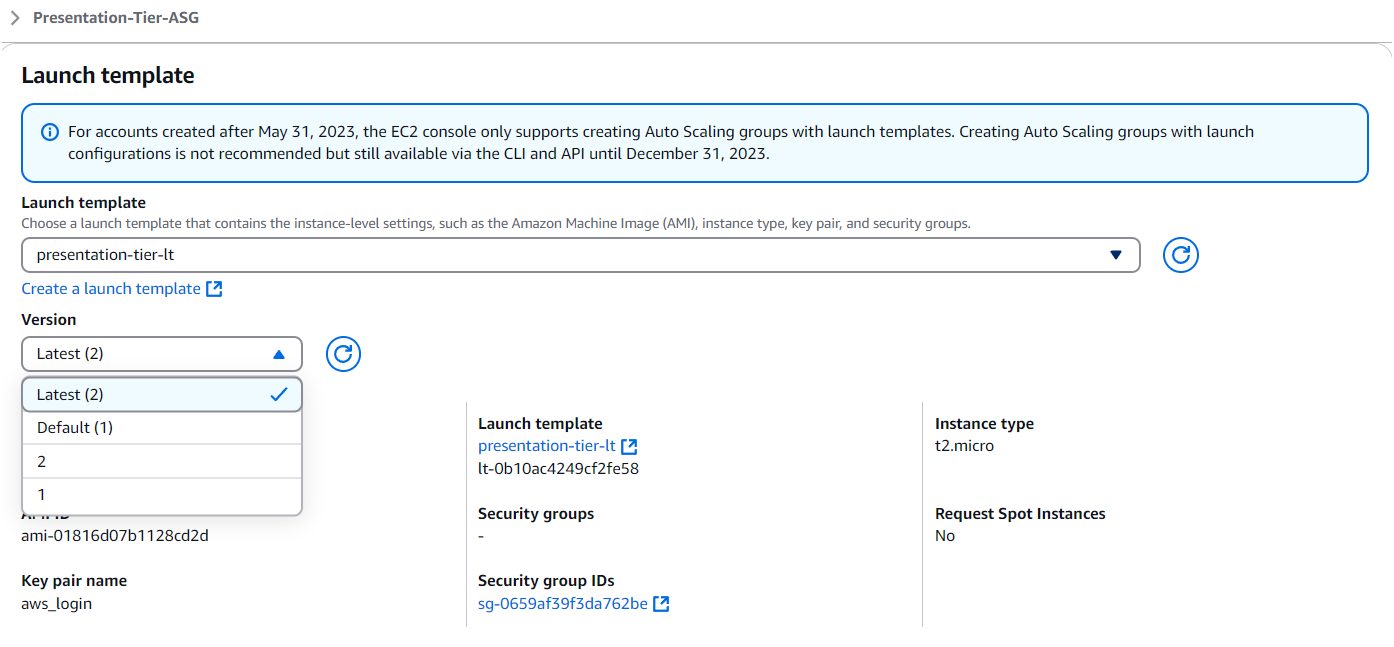 Presentation-Tier-ASG
Launch template
For accounts created after May 31, 2023, the EC2 console only supports creating Auto Scaling groups with launch templates. Creating Auto Scaling groups with launch
configurations is not recommended but still available via the CLI and API until December 31, 2023.
Launch template
Choose a launch template that contains the instance-level settings, such as the Amazon Machine Image (AMI), instance type, key pair, and security groups.
presentation-tier-lt
Create a launch template
Version
Latest (2)
Latest (2)
Default (1)
2
1
Launch template
presentation-tier-lt
lt-0b10ac4249cf2fe58
Instance type
t2.micro
AMI ID
ami-01816d07b1128cd2d
Security groups
-
Request Spot Instances
No
Key pair name
aws_login
Security group IDs
sg-0659af39f3da762be